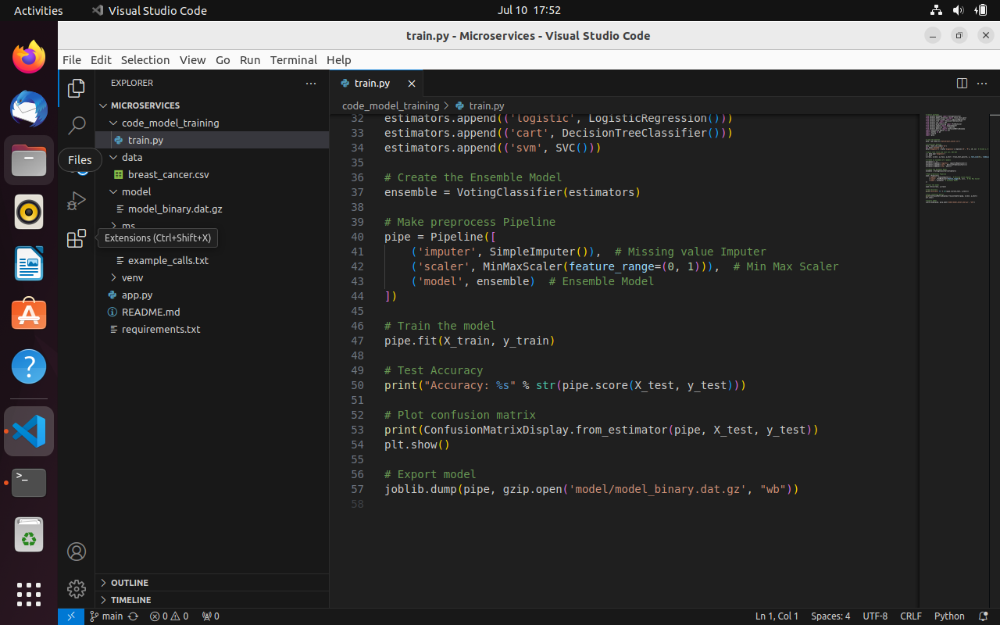 Activities
Visual Studio Code
Jul 10 17:52
train.py - Microservices - Visual Studio Code
File Edit Selection View Go Run Terminal Help
EXPLORER
MICROSERVICES
code_model_training
train.py
data
breast_cancer.csv
model
model_binary.dat.gz
ms
example_calls.txt
venv
app.py
README.md
requirements.txt
Files
Extensions (Ctrl+Shift+X)
OUTLINE
TIMELINE
train.py
code_model_training > train.py
32 estimators.append(('logistic', LogisticRegression()))
33 estimators.append(('cart', DecisionTreeClassifier()))
34 estimators.append(('svm', SVC()))
35
36 # Create the Ensemble Model
37 ensemble = VotingClassifier(estimators)
38
39 # Make preprocess Pipeline
40 pipe = Pipeline([
41     ('imputer', SimpleImputer()),  # Missing value Imputer
42     ('scaler', MinMaxScaler(feature_range=(0, 1))),  # Min Max Scaler
43     ('model', ensemble)  # Ensemble Model
44 ])
45
46 # Train the model
47 pipe.fit(X_train, y_train)
48
49 # Test Accuracy
50 print("Accuracy: %s" % str(pipe.score(X_test, y_test)))
51
52 # Plot confusion matrix
53 print(ConfusionMatrixDisplay.from_estimator(pipe, X_test, y_test))
54 plt.show()
55
56 # Export model
57 joblib.dump(pipe, gzip.open('model/model_binary.dat.gz', "wb"))
58
main 0 0 0
Ln 1, Col 1 Spaces: 4 UTF-8 CRLF Python